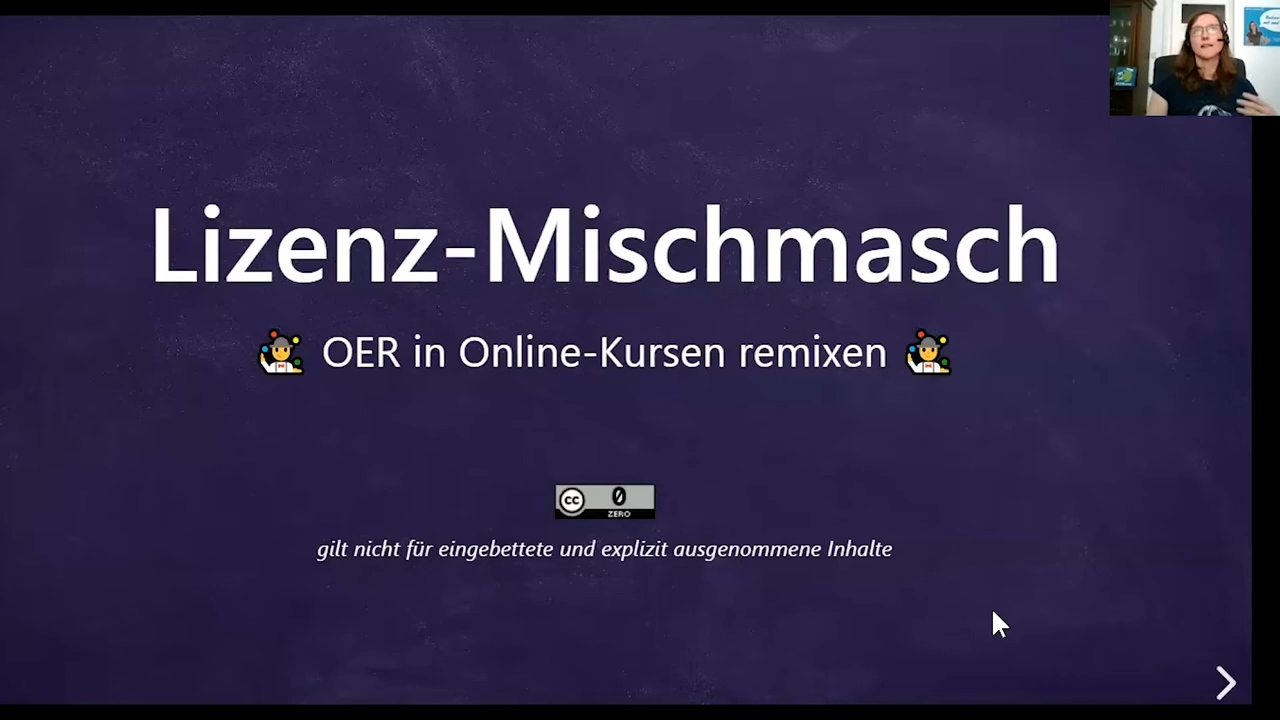 Lizenz-Mischmasch
OER in Online-Kursen remixen
cc 0
ZERO
gilt nicht für eingebettete und explizit ausgenommene Inhalte